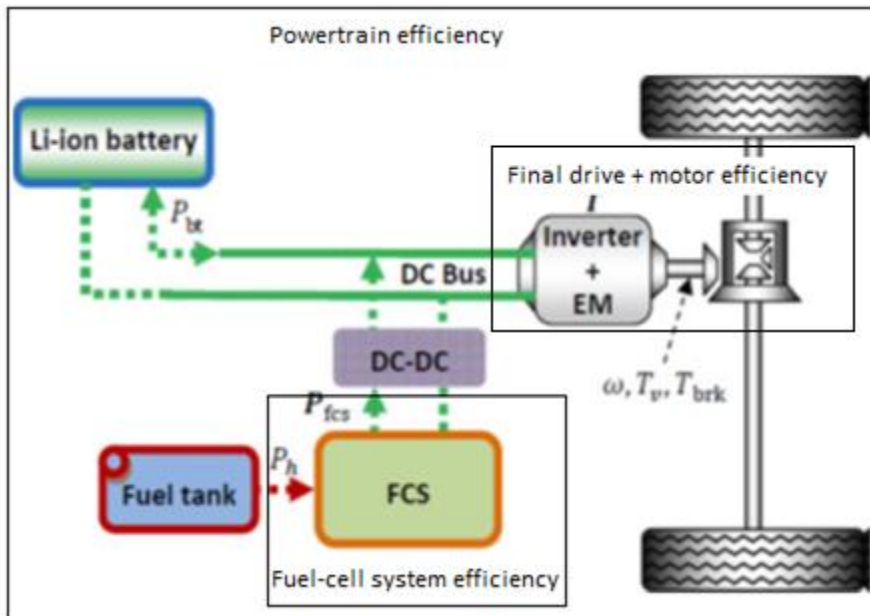 Powertrain efficiency
Li-ion battery
P_bt
Final drive + motor efficiency
Inverter
+
EM
DC Bus
DC-DC
ω, T_v, T_brk
P_fcs
P_h
Fuel tank
FCS
Fuel-cell system efficiency